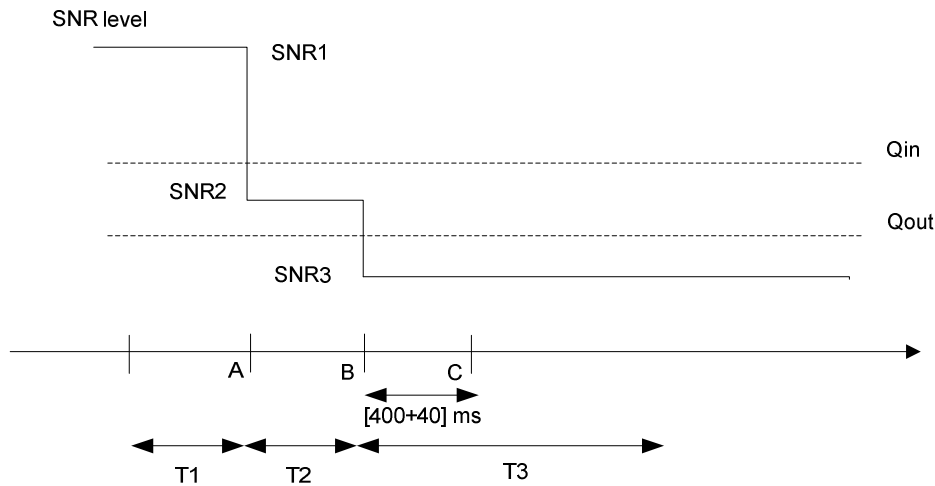 SNR level
SNR1
Qin
SNR2
Qout
SNR3
A
B
C
[400+40] ms
T1
T2
T3